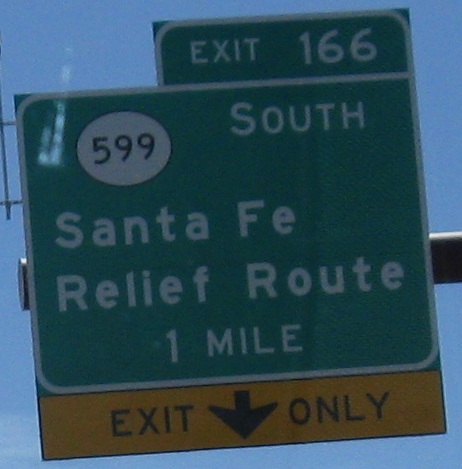 EXIT 166
599 SOUTH
Santa Fe
Relief Route
1 MILE
EXIT ONLY